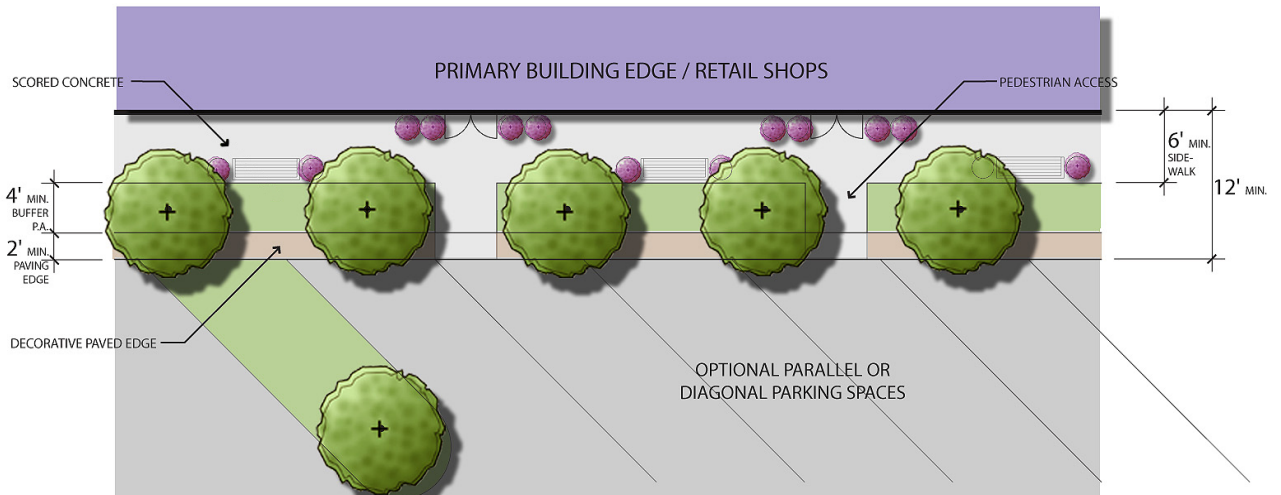 PRIMARY BUILDING EDGE / RETAIL SHOPS
SCORED CONCRETE
PEDESTRIAN ACCESS
6' MIN.
SIDE-
WALK
12' MIN.
4' MIN.
BUFFER
P.A.
2' MIN.
PAVING
EDGE
DECORATIVE PAVED EDGE
OPTIONAL PARALLEL OR
DIAGONAL PARKING SPACES